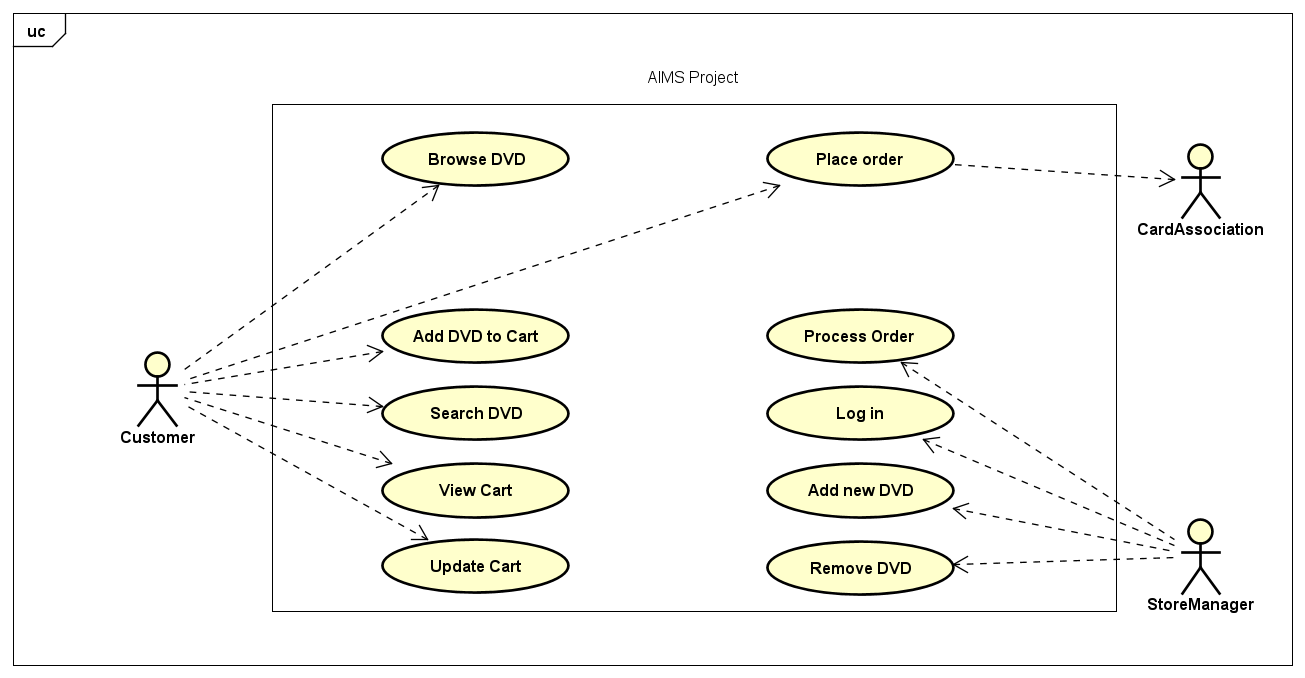 uc
AIMS Project
Browse DVD
Place order
CardAssociation
Add DVD to Cart
Process Order
Customer
Search DVD
Log in
View Cart
Add new DVD
Update Cart
Remove DVD
StoreManager